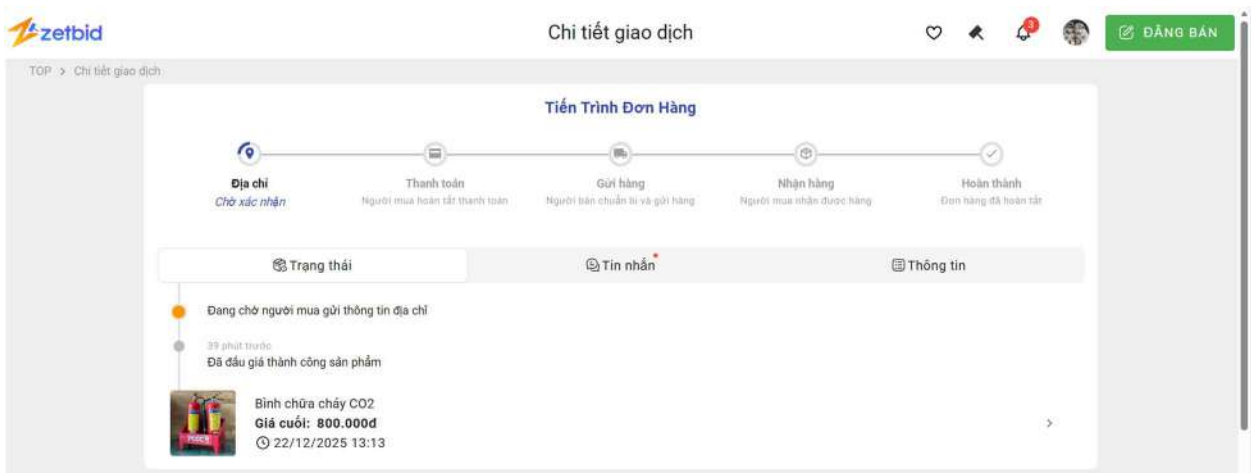 zetbid
Chi tiết giao dịch
3
ĐĂNG BÁN
TOP > Chi tiết giao dịch
Tiến Trình Đơn Hàng
Địa chỉ
Chờ xác nhận
Thanh toán
Người mua hoàn tất thanh toán
Gửi hàng
Người bán chuẩn bị và gửi hàng
Nhận hàng
Người mua nhận được hàng
Hoàn thành
Đơn hàng đã hoàn tất
Trạng thái
Tin nhắn
Thông tin
Đang chờ người mua gửi thông tin địa chỉ
39 phút trước
Đã đấu giá thành công sản phẩm
Bình chữa cháy CO2
Giá cuối: 800.000đ
22/12/2025 13:13